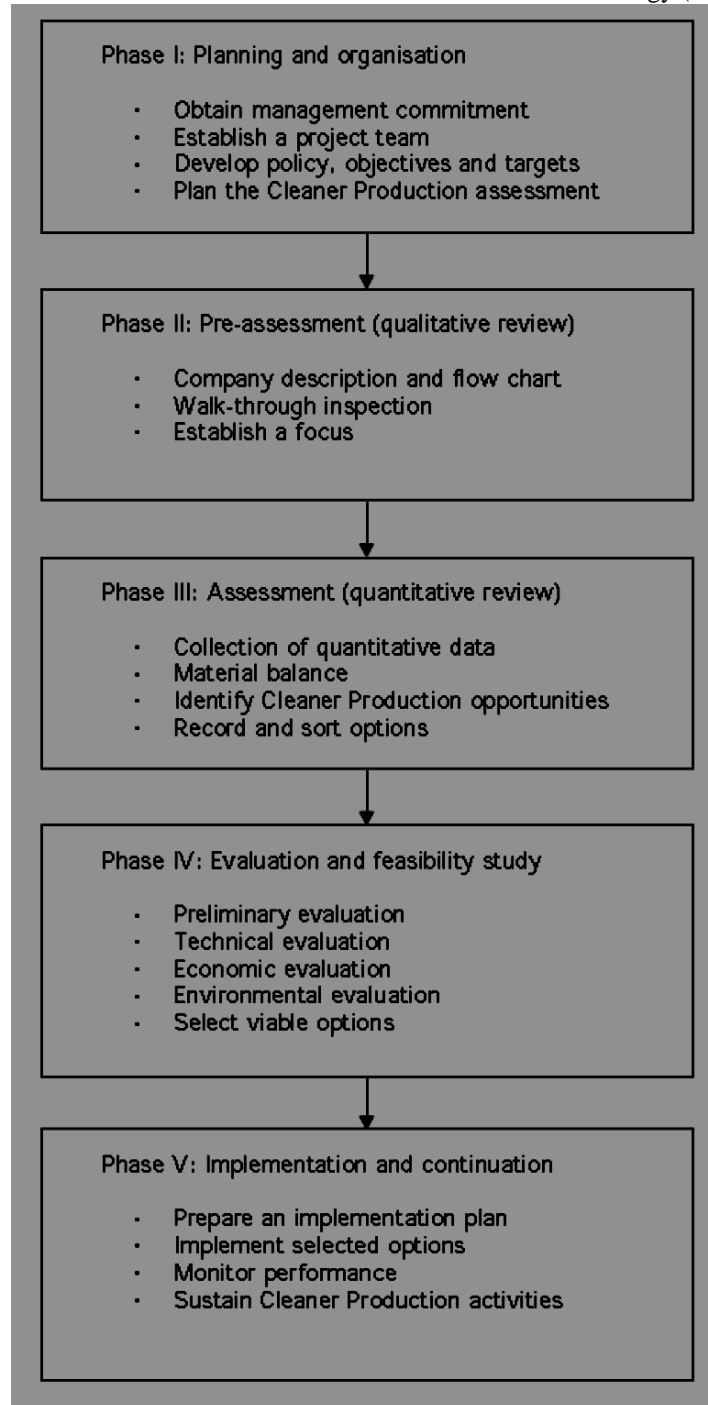 Phase I: Planning and organisation
· Obtain management commitment
· Establish a project team
· Develop policy, objectives and targets
· Plan the Cleaner Production assessment
Phase II: Pre-assessment (qualitative review)
· Company description and flow chart
· Walk-through inspection
· Establish a focus
Phase III: Assessment (quantitative review)
· Collection of quantitative data
· Material balance
· Identify Cleaner Production opportunities
· Record and sort options
Phase IV: Evaluation and feasibility study
· Preliminary evaluation
· Technical evaluation
· Economic evaluation
· Environmental evaluation
· Select viable options
Phase V: Implementation and continuation
· Prepare an implementation plan
· Implement selected options
· Monitor performance
· Sustain Cleaner Production activities